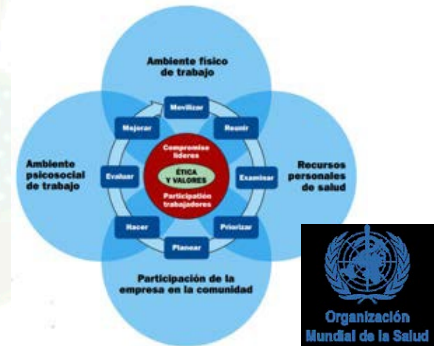 Ambiente físico
de trabajo
Movilizar
Mejorar
Reunir
Compromiso
líderes
Ambiente
psicosocial
de trabajo
Evaluar
ÉTICA
Y VALORES
Examinar
Recursos
personales
de salud
Participation
trabajadores
Hacer
Priorizar
Planear
Participación de la
empresa en la comunidad
Organización
Mundial de la Salud